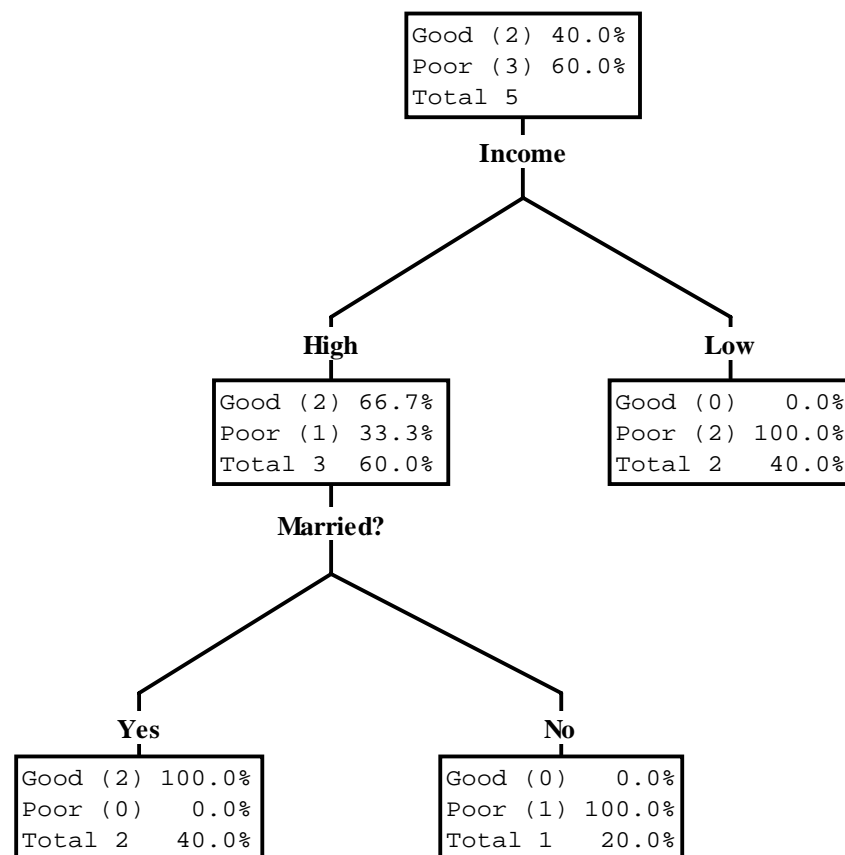 Good (2) 40.0%
Poor (3) 60.0%
Total 5
Income
High
Low
Good (2) 66.7%
Poor (1) 33.3%
Total 3 60.0%
Good (0) 0.0%
Poor (2) 100.0%
Total 2 40.0%
Married?
Yes
No
Good (2) 100.0%
Poor (0) 0.0%
Total 2 40.0%
Good (0) 0.0%
Poor (1) 100.0%
Total 1 20.0%